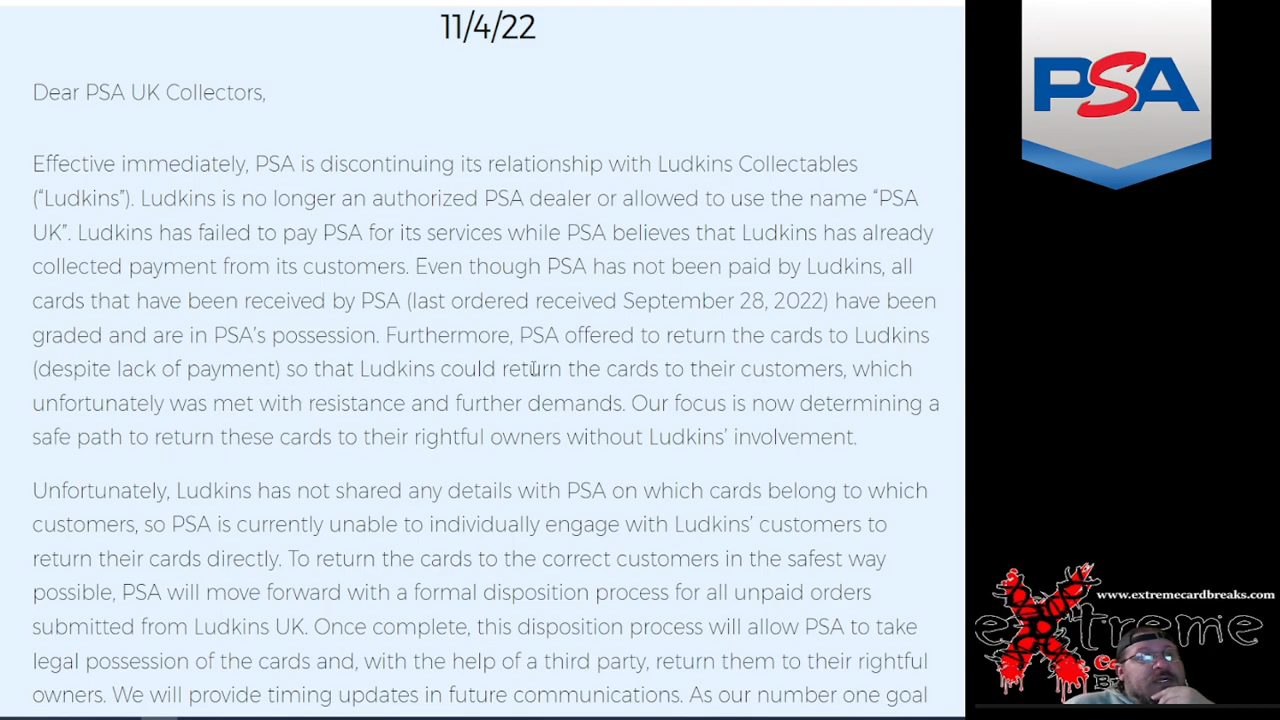 11/4/22
Dear PSA UK Collectors,
Effective immediately, PSA is discontinuing its relationship with Ludkins Collectables
(“Ludkins”). Ludkins is no longer an authorized PSA dealer or allowed to use the name “PSA
UK”. Ludkins has failed to pay PSA for its services while PSA believes that Ludkins has already
collected payment from its customers. Even though PSA has not been paid by Ludkins, all
cards that have been received by PSA (last ordered received September 28, 2022) have been
graded and are in PSA’s possession. Furthermore, PSA offered to return the cards to Ludkins
(despite lack of payment) so that Ludkins could return the cards to their customers, which
unfortunately was met with resistance and further demands. Our focus is now determining a
safe path to return these cards to their rightful owners without Ludkins’ involvement.
Unfortunately, Ludkins has not shared any details with PSA on which cards belong to which
customers, so PSA is currently unable to individually engage with Ludkins’ customers to
return their cards directly. To return the cards to the correct customers in the safest way
possible, PSA will move forward with a formal disposition process for all unpaid orders
submitted from Ludkins UK. Once complete, this disposition process will allow PSA to take
legal possession of the cards and, with the help of a third party, return them to their rightful
owners. We will provide timing updates in future communications. As our number one goal
PSA
www.extremecardbreaks.com
extreme